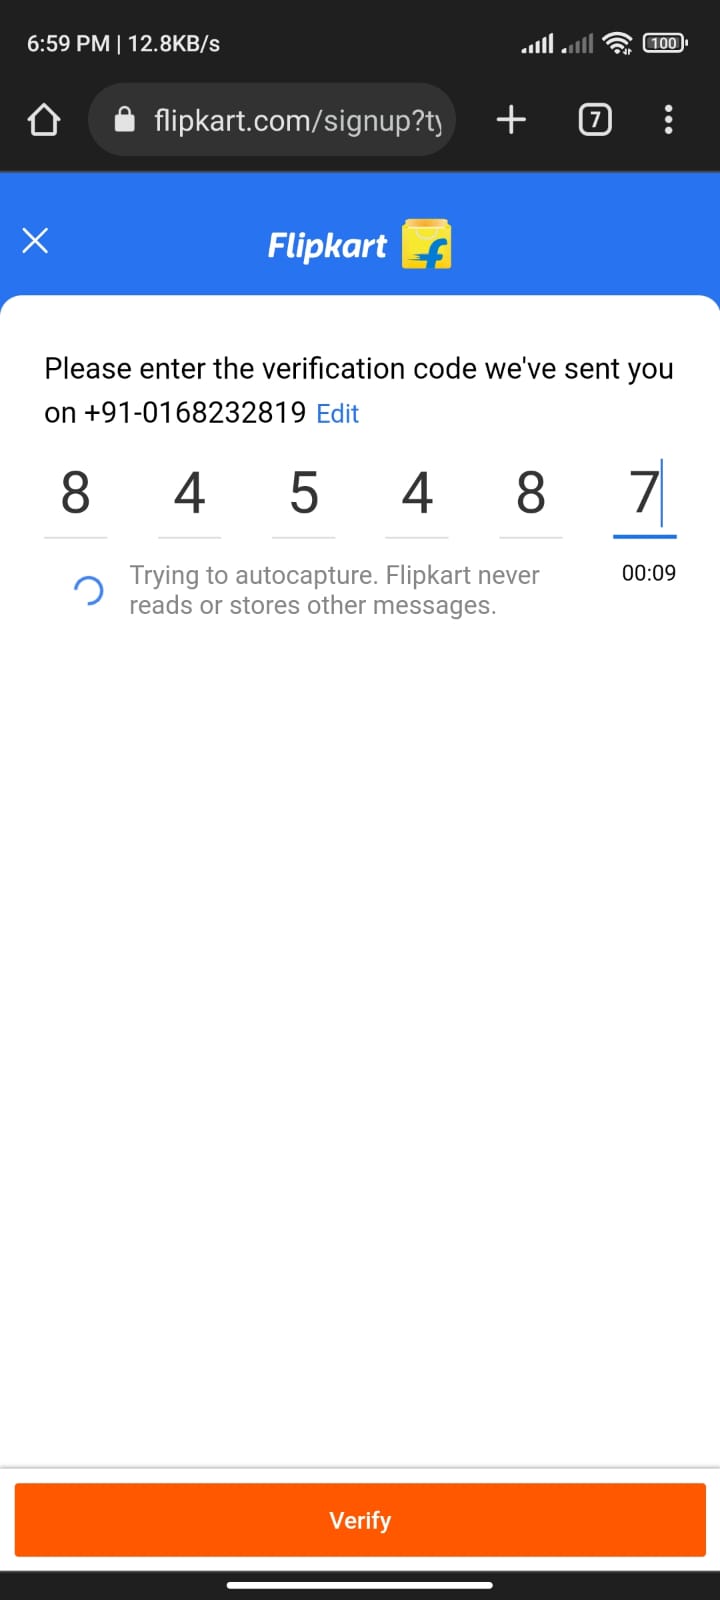 6:59 PM | 12.8KB/s 100
flipkart.com/signup?ty 7
Flipkart
Please enter the verification code we've sent you
on +91-0168232819 Edit
8 4 5 4 8 7
Trying to autocapture. Flipkart never 00:09
reads or stores other messages.
Verify